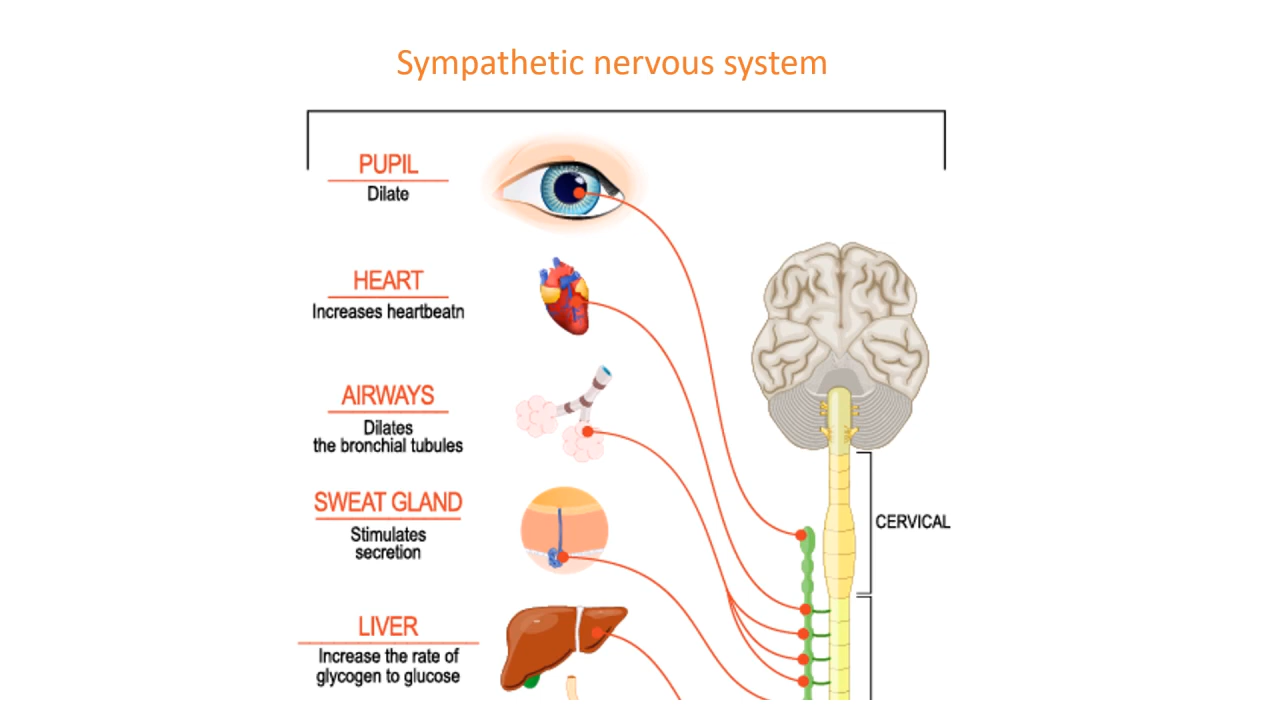 Sympathetic nervous system
PUPIL
Dilate
HEART
Increases heartbeatn
AIRWAYS
Dilates
the bronchial tubules
SWEAT GLAND
Stimulates
secretion
CERVICAL
LIVER
Increase the rate of
glycogen to glucose